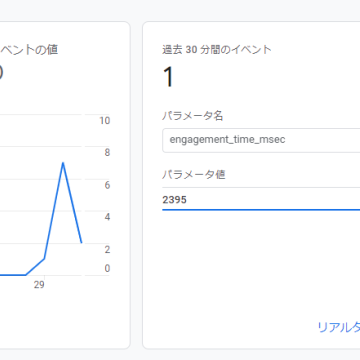 ベントの値
10
8
6
4
2
0
29
過去 30 分間のイベント
1
パラメータ名
engagement_time_msec
パラメータ値
2395
リアルタ